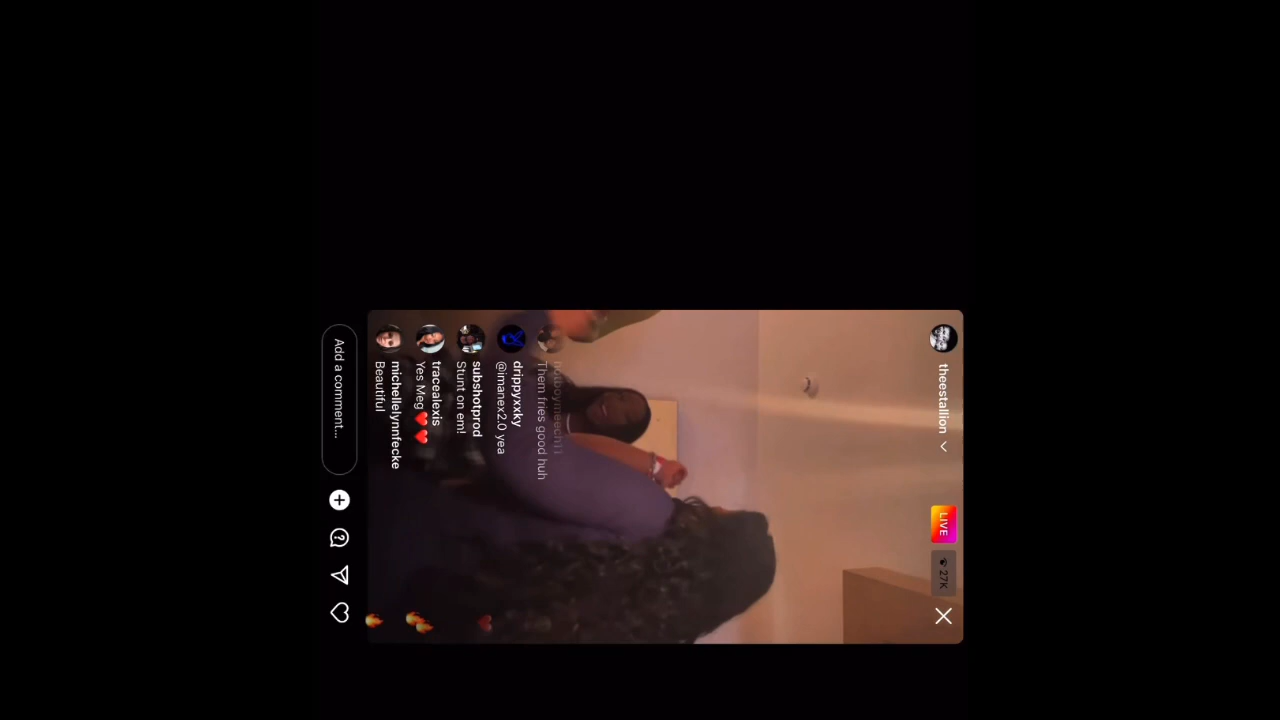 theestallion
LIVE
27K
Them fries good huh
drippyxxky
@imanex2.0 yea
subshotprod
Stunt on em!
tracealexis
Yes Meg❤️❤️
michellelynnfecke
Beautiful
Add a comment...